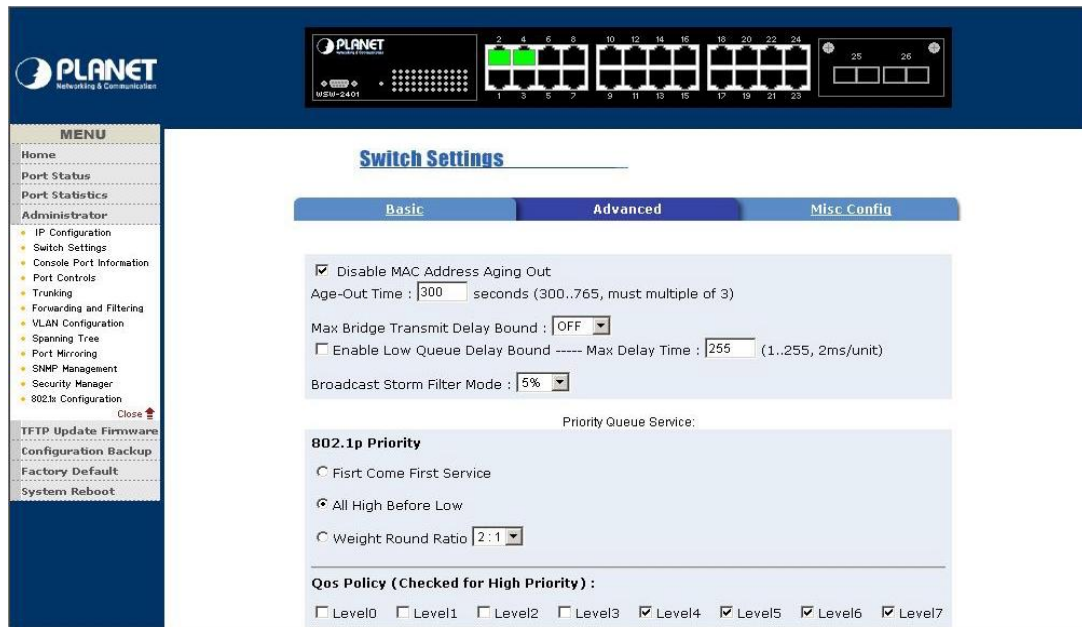 PLANET
Networking & Communication
PLANET
Networking & Communication
WSW-2401
2 4 6 8 10 12 14 16 18 20 22 24
1 3 5 7 9 11 13 15 17 19 21 23
25 26
MENU
Home
Port Status
Port Statistics
Administrator
IP Configuration
Switch Settings
Console Port Information
Port Controls
Trunking
Forwarding and Filtering
VLAN Configuration
Spanning Tree
Port Mirroring
SNMP Management
Security Manager
802.1x Configuration
Close
TFTP Update Firmware
Configuration Backup
Factory Default
System Reboot
Switch Settings
Basic Advanced Misc Config
Disable MAC Address Aging Out
Age-Out Time : 300 seconds (300..765, must multiple of 3)
Max Bridge Transmit Delay Bound : OFF
Enable Low Queue Delay Bound ----- Max Delay Time : 255 (1..255, 2ms/unit)
Broadcast Storm Filter Mode : 5%
Priority Queue Service:
802.1p Priority
Fisrt Come First Service
All High Before Low
Weight Round Ratio 2:1
Qos Policy (Checked for High Priority) :
Level0 Level1 Level2 Level3 Level4 Level5 Level6 Level7